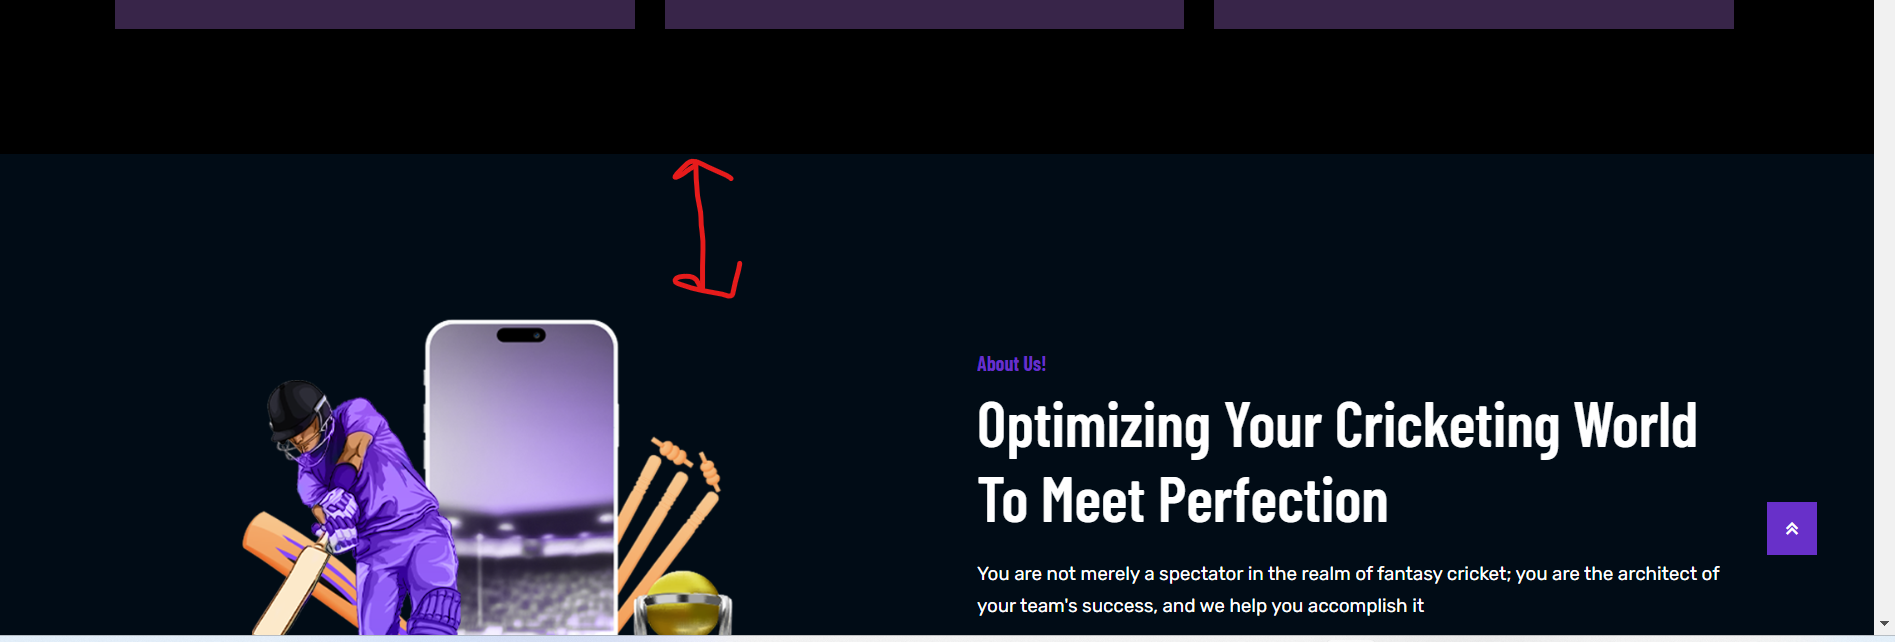 About Us!
Optimizing Your Cricketing World
To Meet Perfection
You are not merely a spectator in the realm of fantasy cricket; you are the architect of
your team's success, and we help you accomplish it